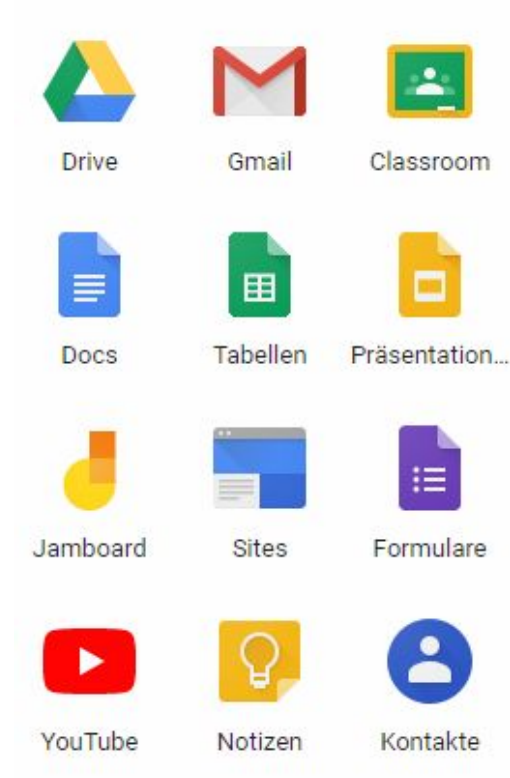 Drive Gmail Classroom
Docs Tabellen Präsentation...
Jamboard Sites Formulare
YouTube Notizen Kontakte